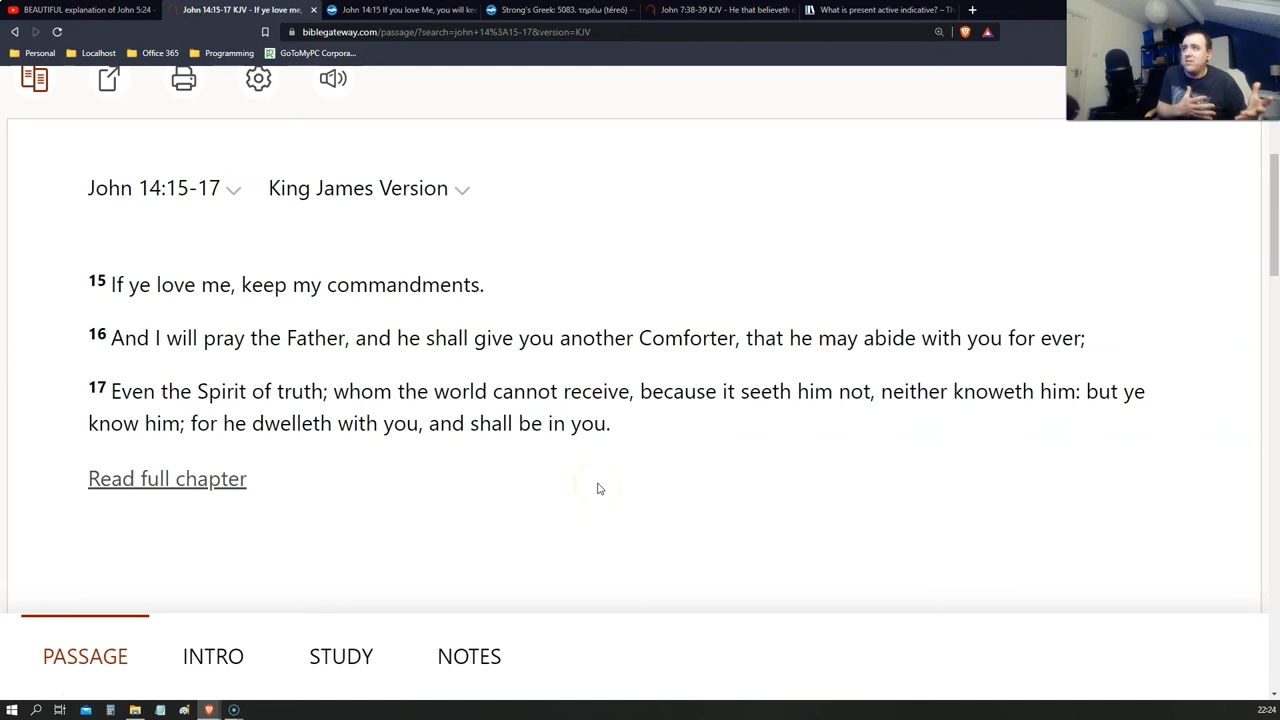 BEAUTIFUL explanation of John 5:24 -
John 14:15-17 KJV - If ye love me,
John 14:15 If you love Me, you will kee
Strong's Greek: 5083. τηρέω (téreó)
John 7:38-39 KJV - He that believeth o
What is present active indicative? – Th
biblegateway.com/passage/?search=john+14%3A15-17&version=KJV
Personal Localhost Office 365 Programming GoToMyPC Corpora...
John 14:15-17 King James Version
15 If ye love me, keep my commandments.
16 And I will pray the Father, and he shall give you another Comforter, that he may abide with you for ever;
17 Even the Spirit of truth; whom the world cannot receive, because it seeth him not, neither knoweth him: but ye
know him; for he dwelleth with you, and shall be in you.
Read full chapter
PASSAGE INTRO STUDY NOTES
22:24